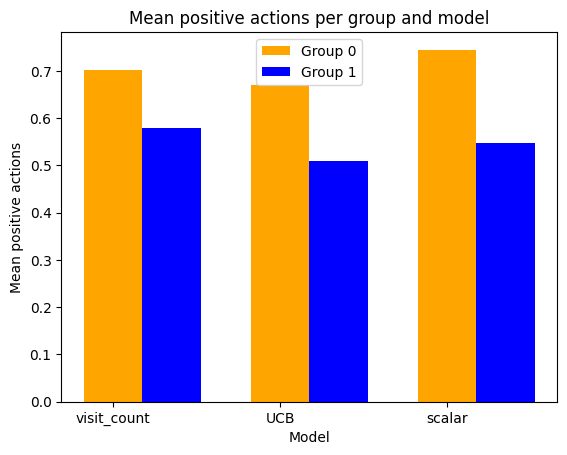 Mean positive actions per group and model
Group 0
Group 1
Mean positive actions
0.7
0.6
0.5
0.4
0.3
0.2
0.1
0.0
visit_count
UCB
scalar
Model